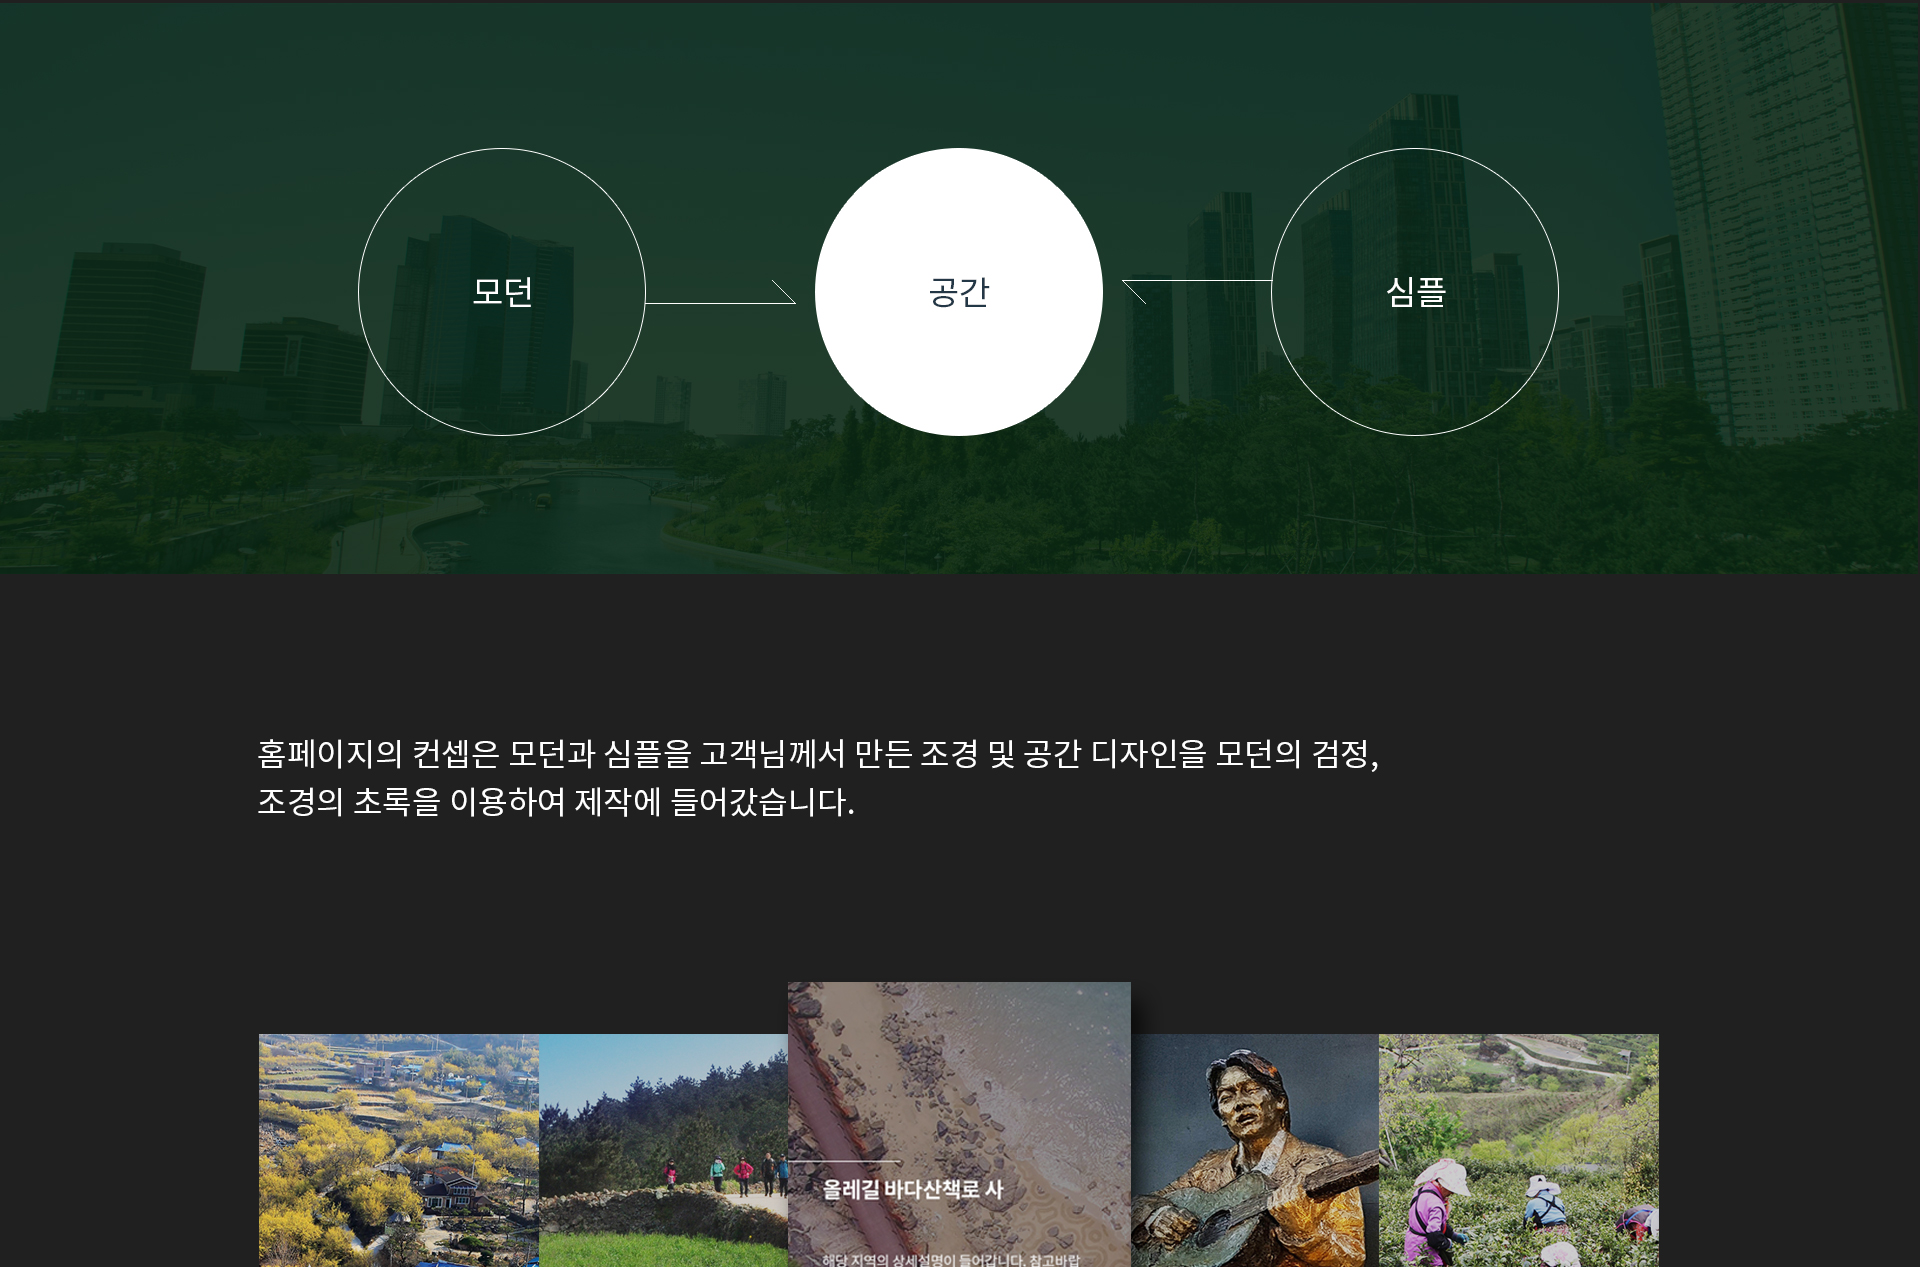 모던
공간
심플
홈페이지의 컨셉은 모던과 심플을 고객님께서 만든 조경 및 공간 디자인을 모던의 검정,
조경의 초록을 이용하여 제작에 들어갔습니다.
올레길 바다산책로 사
해당 지역의 상세설명이 들어갑니다. 참고바랍